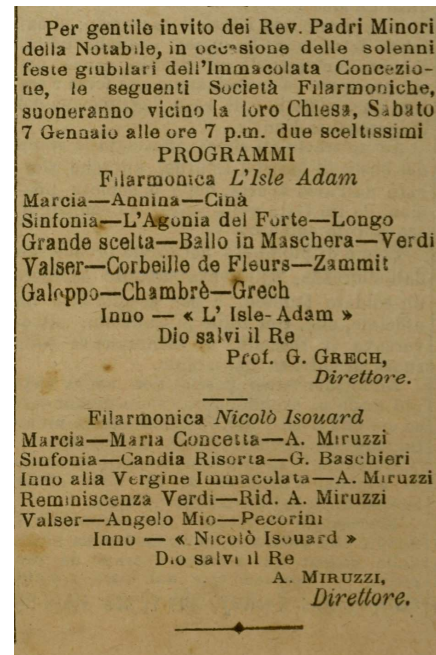 Per gentile invito dei Rev. Padri Minori
della Notabile, in occasione delle solenni
feste giubilari dell'Immacolata Concezio-
ne, le seguenti Società Filarmoniche,
suoneranno vicino la loro Chiesa, Sabato
7 Gennaio alle ore 7 p.m. due sceltissimi
PROGRAMMI
Filarmonica L'Isle Adam
Marcia—Annina—Cinà
Sinfonia—L'Agonia del Forte—Longo
Grande scelta—Ballo in Maschera—Verdi
Valser—Corbeille de Fleurs—Zammit
Galoppo—Chambrè—Grech
Inno — « L' Isle-Adam »
Dio salvi il Re
Prof. G. GRECH,
Direttore.
Filarmonica Nicolò Isouard
Marcia—Maria Concetta—A. Miruzzi
Sinfonia—Candia Risorta—G. Baschieri
Inno alla Vergine Immacolata—A. Miruzzi
Reminiscenza Verdi—Rid. A. Miruzzi
Valser—Angelo Mio—Pecorini
Inno — « Nicolò Isouard »
Dio salvi il Re
A. MIRUZZI,
Direttore.